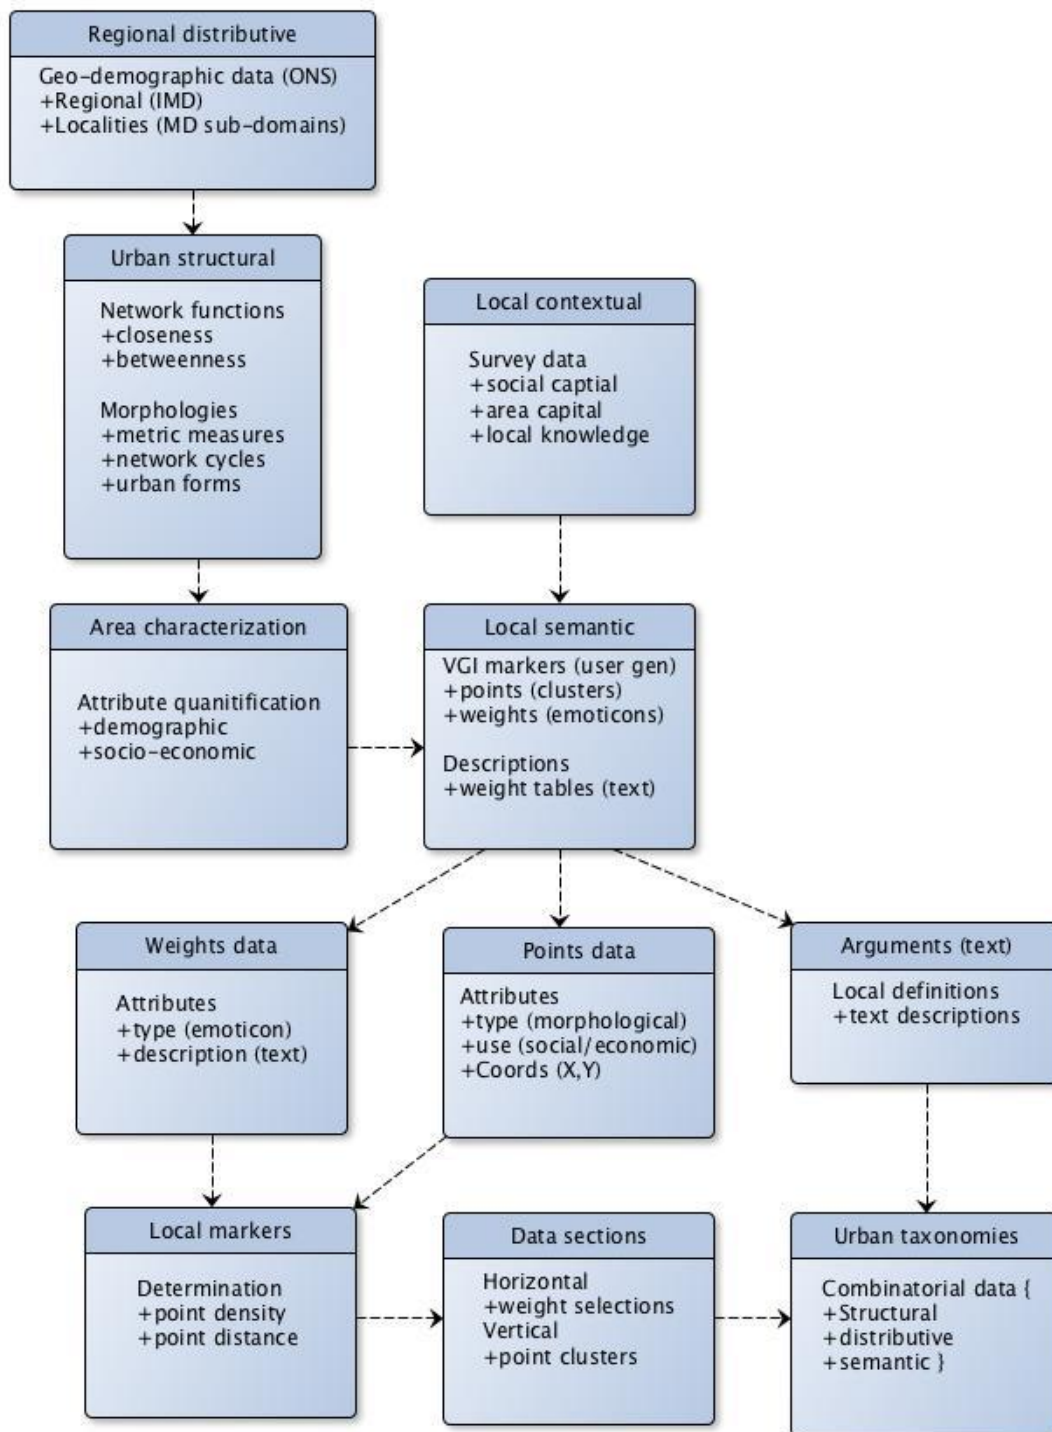 Regional distributive
Geo-demographic data (ONS)
+Regional (IMD)
+Localities (MD sub-domains)
Urban structural
Network functions
+closeness
+betweenness
Morphologies
+metric measures
+network cycles
+urban forms
Local contextual
Survey data
+social captial
+area capital
+local knowledge
Area characterization
Attribute quanitification
+demographic
+socio-economic
Local semantic
VGI markers (user gen)
+points (clusters)
+weights (emoticons)
Descriptions
+weight tables (text)
Weights data
Attributes
+type (emoticon)
+description (text)
Points data
Attributes
+type (morphological)
+use (social/economic)
+Coords (X,Y)
Arguments (text)
Local definitions
+text descriptions
Local markers
Determination
+point density
+point distance
Data sections
Horizontal
+weight selections
Vertical
+point clusters
Urban taxonomies
Combinatorial data {
+Structural
+distributive
+semantic }